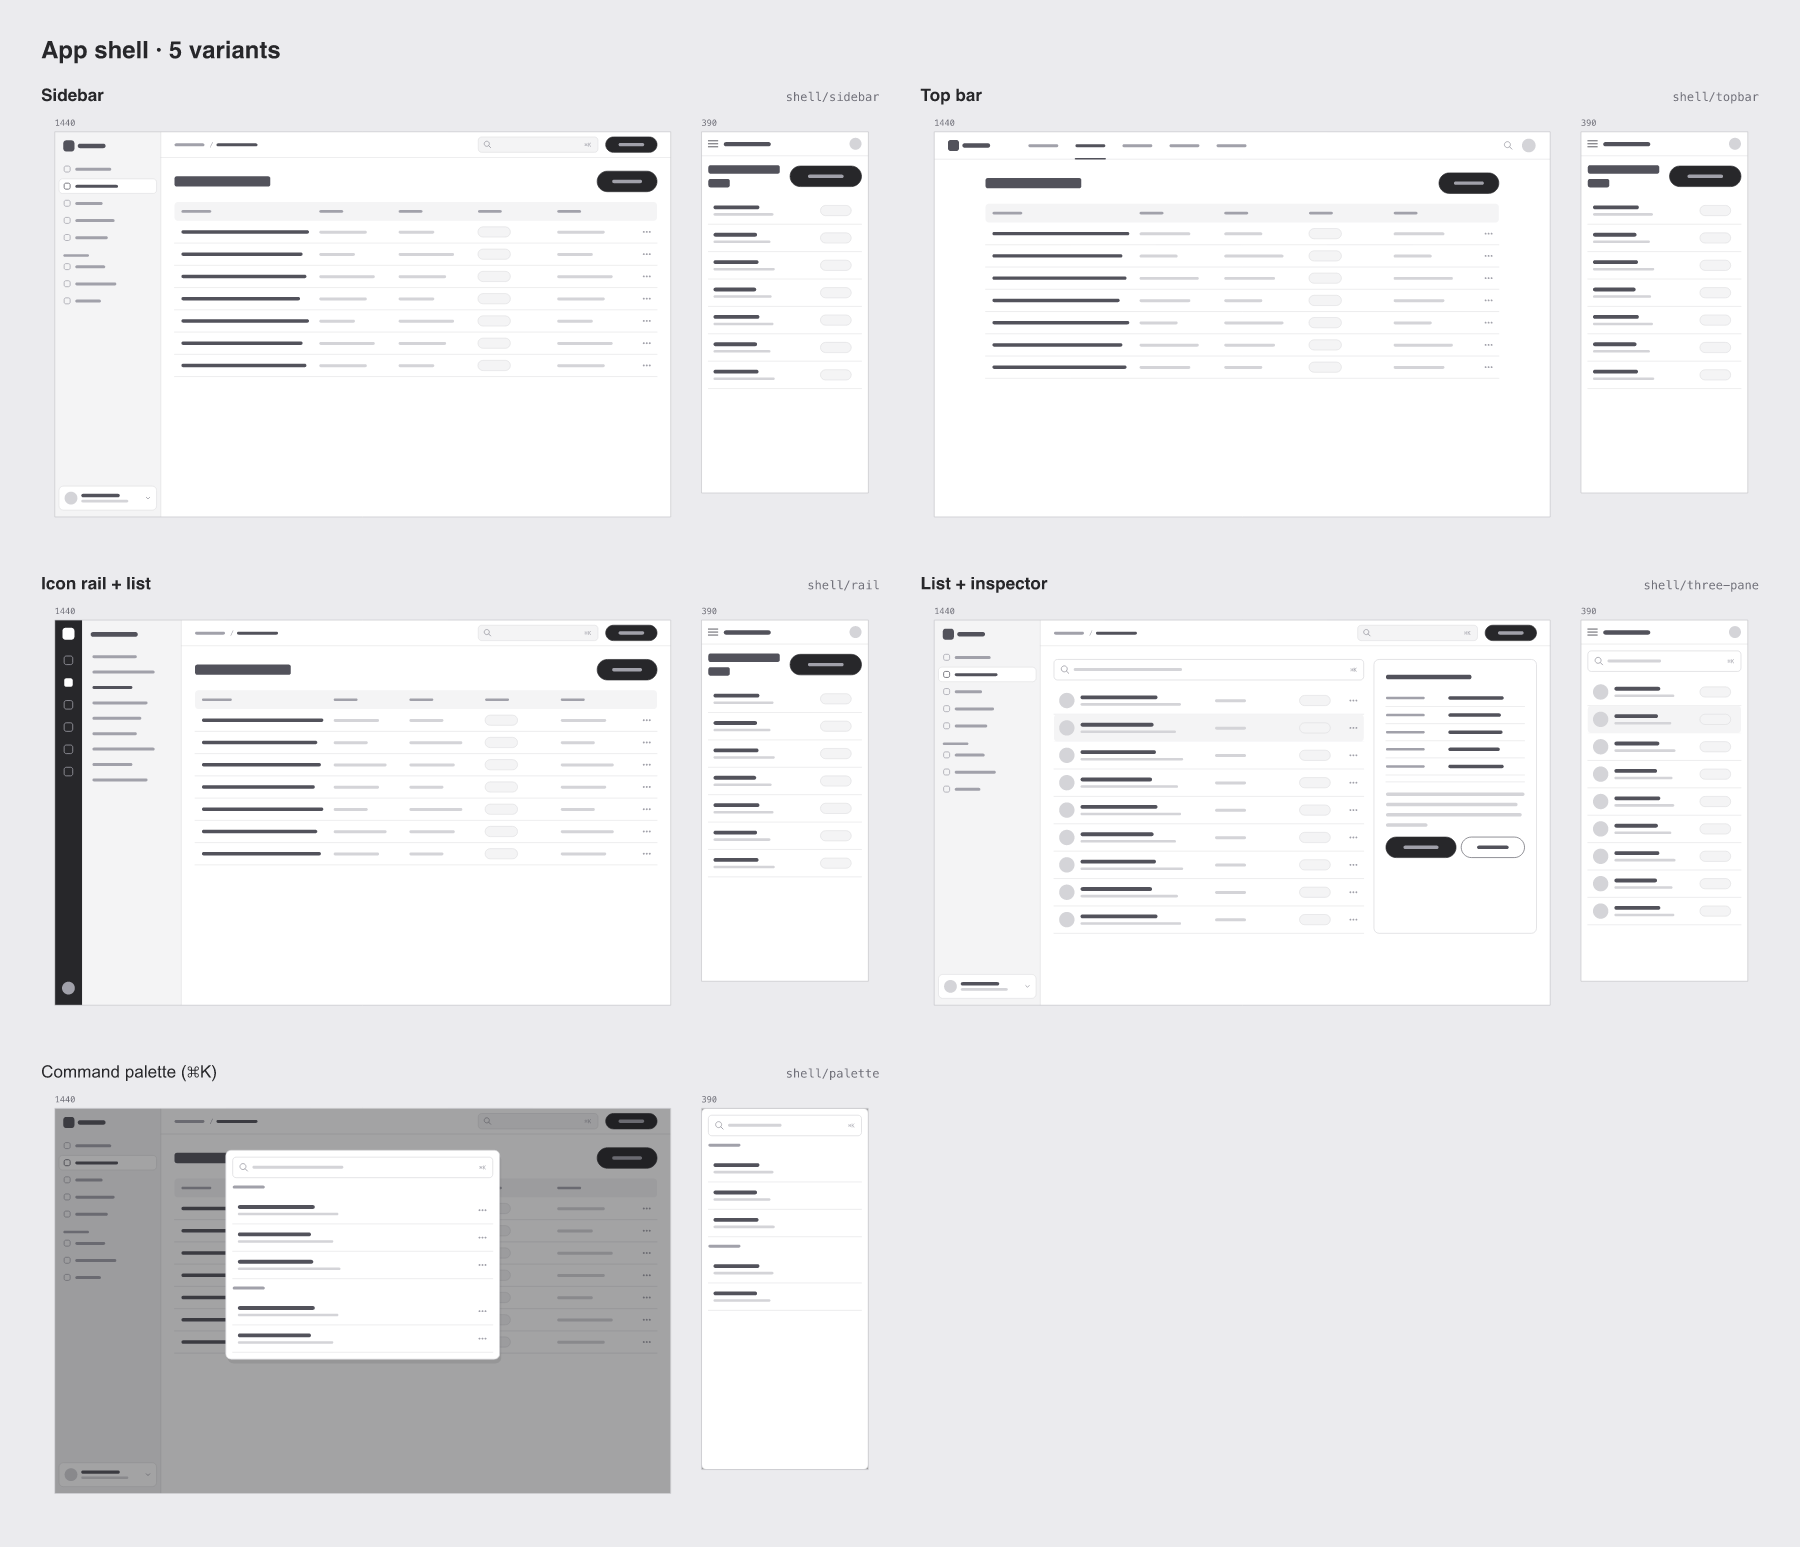 App shell · 5 variants
Sidebar
shell/sidebar
1440
390
⌘K
Top bar
shell/topbar
1440
390
Icon rail + list
shell/rail
1440
390
⌘K
List + inspector
shell/three-pane
1440
390
⌘K
⌘K
⌘K
Command palette (⌘K)
shell/palette
1440
390
⌘K
⌘K
⌘K